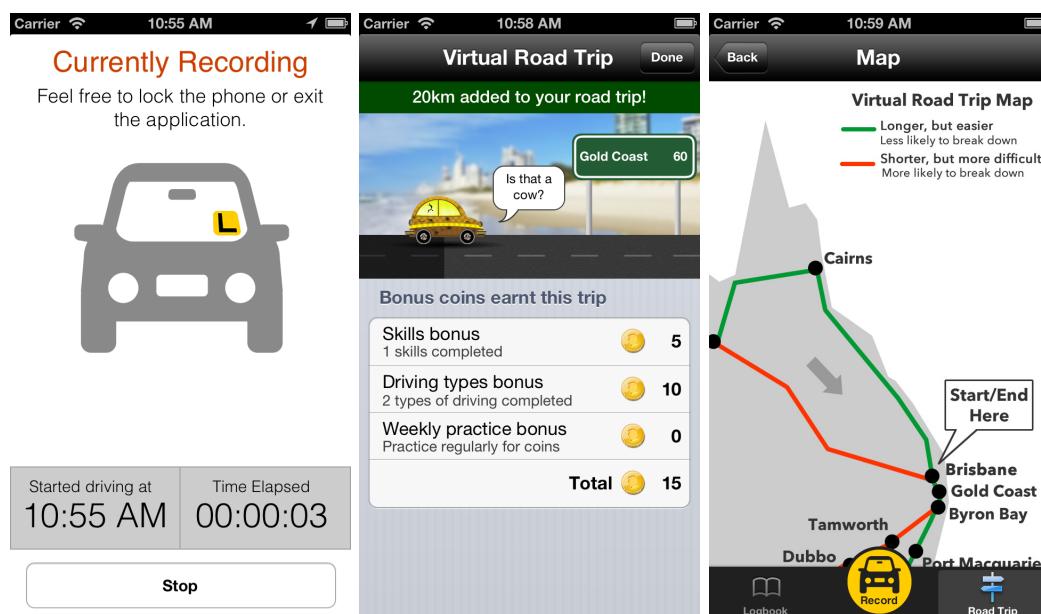 Carrier 10:55 AM
Currently Recording
Feel free to lock the phone or exit
the application.
L
Started driving at
10:55 AM
Time Elapsed
00:00:03
Stop
Carrier 10:58 AM
Virtual Road Trip
Done
20km added to your road trip!
Gold Coast 60
Is that a
cow?
Bonus coins earnt this trip
Skills bonus
1 skills completed
5
Driving types bonus
2 types of driving completed
10
Weekly practice bonus
Practice regularly for coins
0
Total 15
Carrier 10:59 AM
Back
Map
Virtual Road Trip Map
Longer, but easier
Less likely to break down
Shorter, but more difficult
More likely to break down
Cairns
Start/End
Here
Brisbane
Gold Coast
Byron Bay
Tamworth
Dubbo
Port Macquarie
Logbook
Record
Road Trip